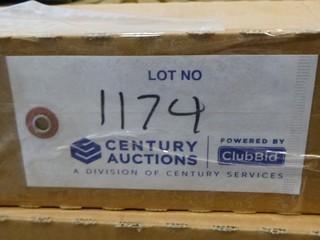 LOT NO
1174
CENTURY AUCTIONS
POWERED BY
ClubBid
A DIVISION OF CENTURY SERVICES